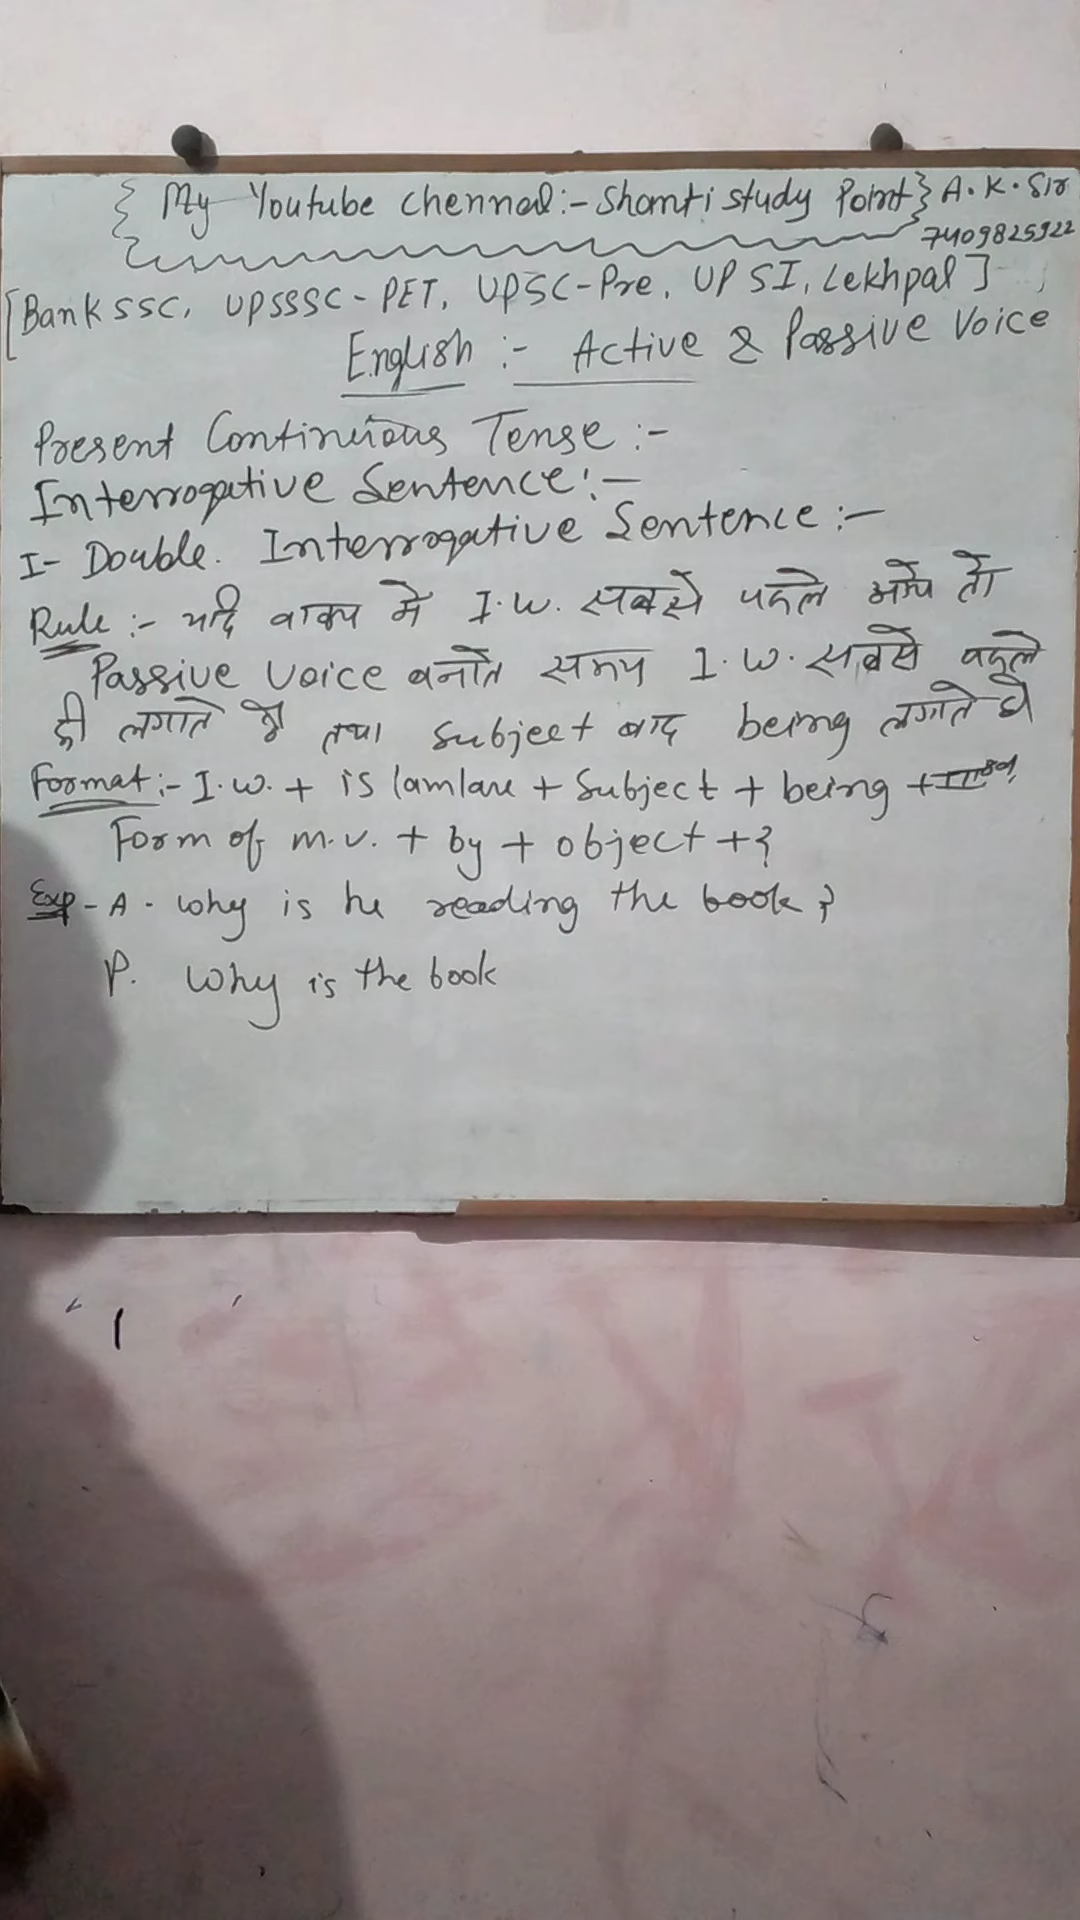 { My Youtube chennal:- Shanti study Point } A.K. Sir
7409825922
[Bank SSC, UPSSSC-PET, UPSC-Pre, UP SI, Lekhpal]
English :- Active & Passive Voice
Present Continuious Tense :-
Interrogative Sentence :-
I- Double. Interrogative Sentence :-
Rule :- यदि वाक्य मे I.W. सबसे पहले आये तो
Passive voice बनाते समय I.W. सबसे पहले
ही लगाते है तथा subject बाद being लगाते है
Format :- I.W. + is/am/are + Subject + being + III
Form of m.v. + by + object + ?
Exp - A - why is he reading the book ?
P. Why is the book